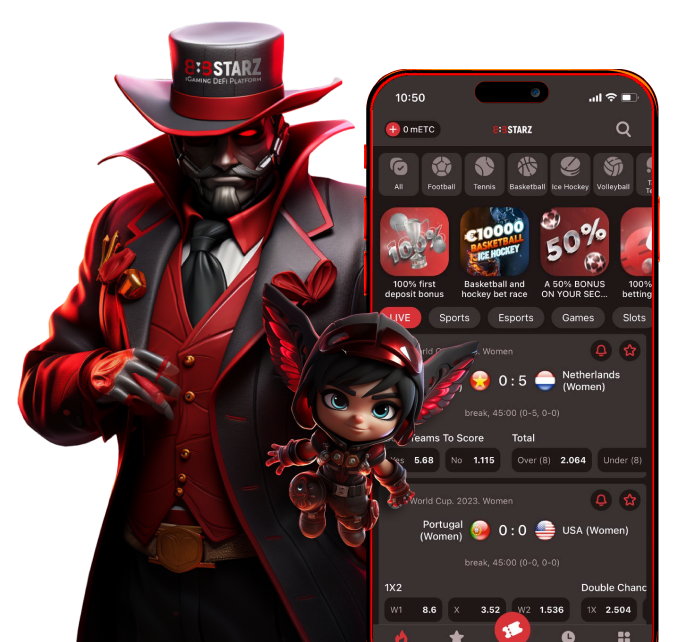 888STARZ
iGAMING DEFI PLATFORM
10:50
0 mETC
888STARZ
All
Football
Tennis
Basketball
Ice Hockey
Volleyball
100%
€10000
BASKETBALL
ICE HOCKEY
50%
100% first
deposit bonus
Basketball and
hockey bet race
A 50% BONUS
ON YOUR SEC...
100%
betting
LIVE
Sports
Esports
Games
Slots
Women
0 : 5
Netherlands
(Women)
break, 45:00 (0-5, 0-0)
Teams To Score
Total
Yes 5.68
No 1.115
Over (8) 2.064
Under (8)
World Cup. 2023. Women
Portugal
(Women)
0 : 0
USA (Women)
break, 45:00 (0-0, 0-0)
1X2
Double Chanc
W1 8.6
X 3.52
W2 1.536
1X 2.504